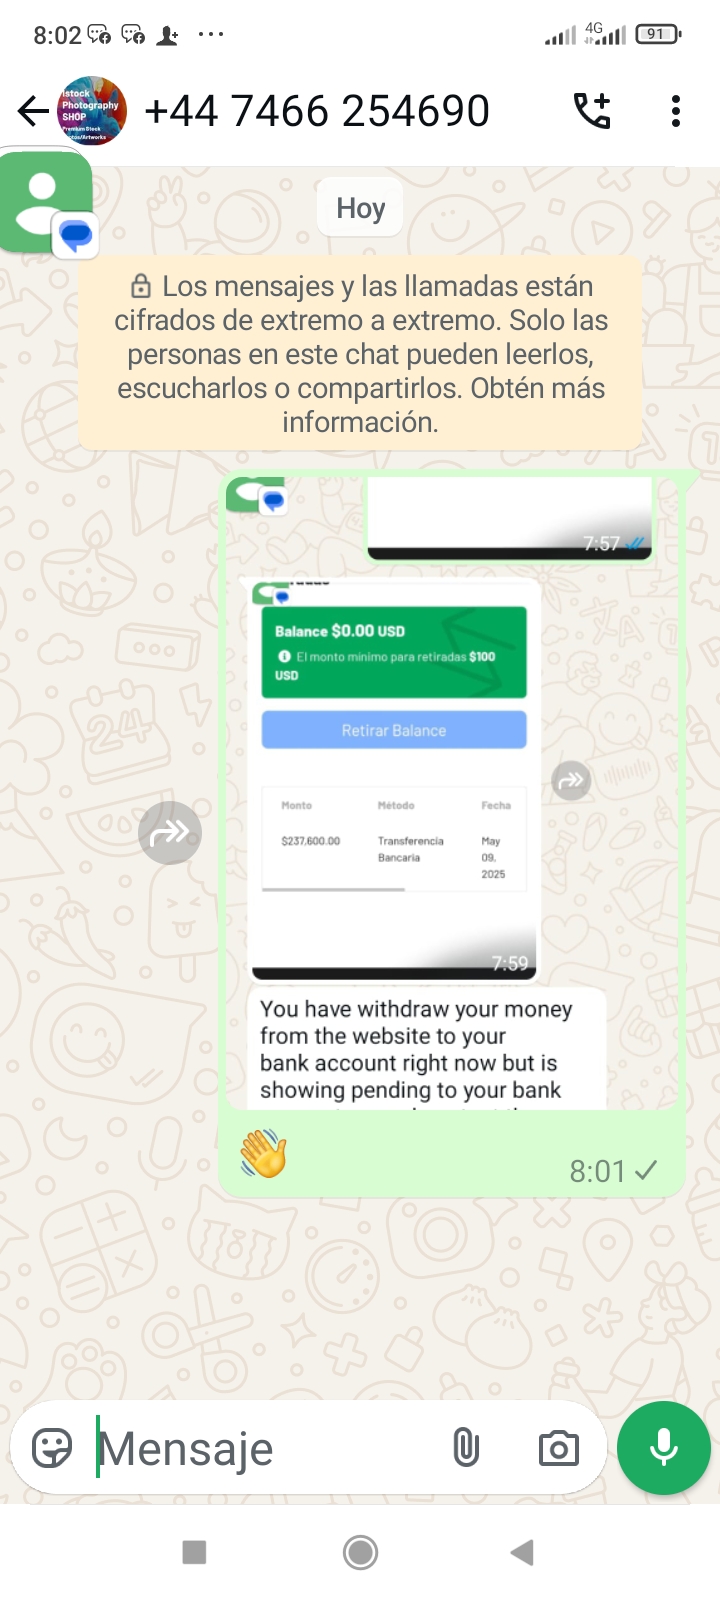 8:02
4G
91
Istock
Photography
SHOP
Premium Stock
+44 7466 254690
Hoy
Los mensajes y las llamadas están
cifrados de extremo a extremo. Solo las
personas en este chat pueden leerlos,
escucharlos o compartirlos. Obtén más
información.
7:57
Balance $0.00 USD
El monto mínimo para retiradas $100
USD
Retirar Balance
Monto Método Fecha
$237,600.00 Transferencia May
Bancaria 09,
2025
7:59
You have withdraw your money
from the website to your
bank account right now but is
showing pending to your bank
8:01
Mensaje